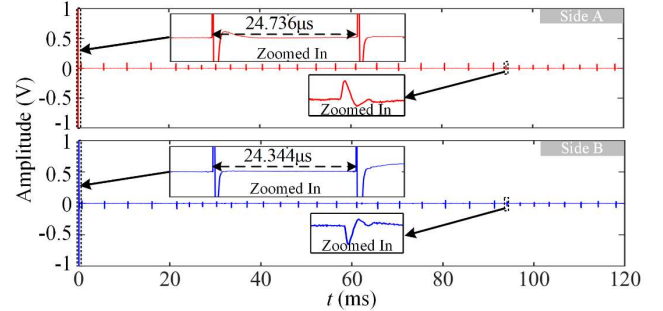 1
Side A
24.736μs
0.5
Zoomed In
0
-0.5
Zoomed In
-1
Amplitude (V)
1
Side B
24.344μs
0.5
Zoomed In
0
-0.5
Zoomed In
-1
0 20 40 60 80 100 120
t (ms)